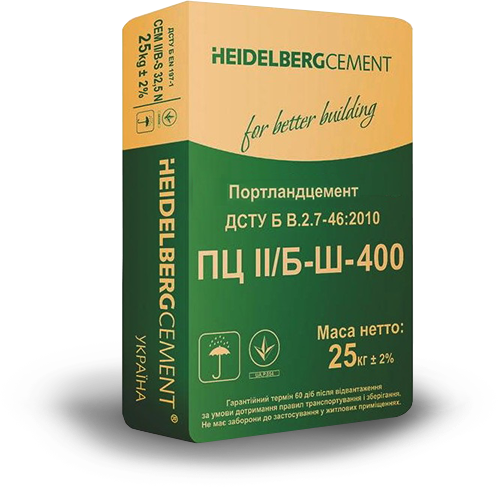 HEIDELBERGCEMENT
for better building
Портландцемент
ДСТУ Б В.2.7-46:2010
ПЦ ІІ/Б-Ш-400
Маса нетто:
25кг ± 2%
Гарантійний термін 60 діб після відвантаження
за умови дотримання правил транспортування і зберігання.
Не має заборони до застосування у житлових приміщеннях.
ДСТУ Б EN 197-1
CEM II/B-S 32,5 N
25kg ± 2%
HEIDELBERGCEMENT®
УКРАЇНА